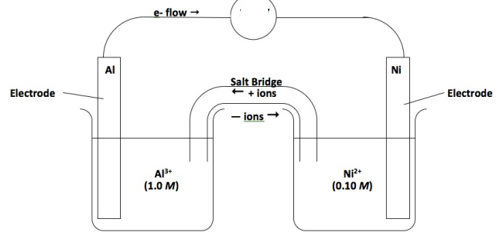 e- flow →
Al
Ni
Electrode
Salt Bridge
← + ions
Electrode
– ions →
Al³⁺
(1.0 M)
Ni²⁺
(0.10 M)